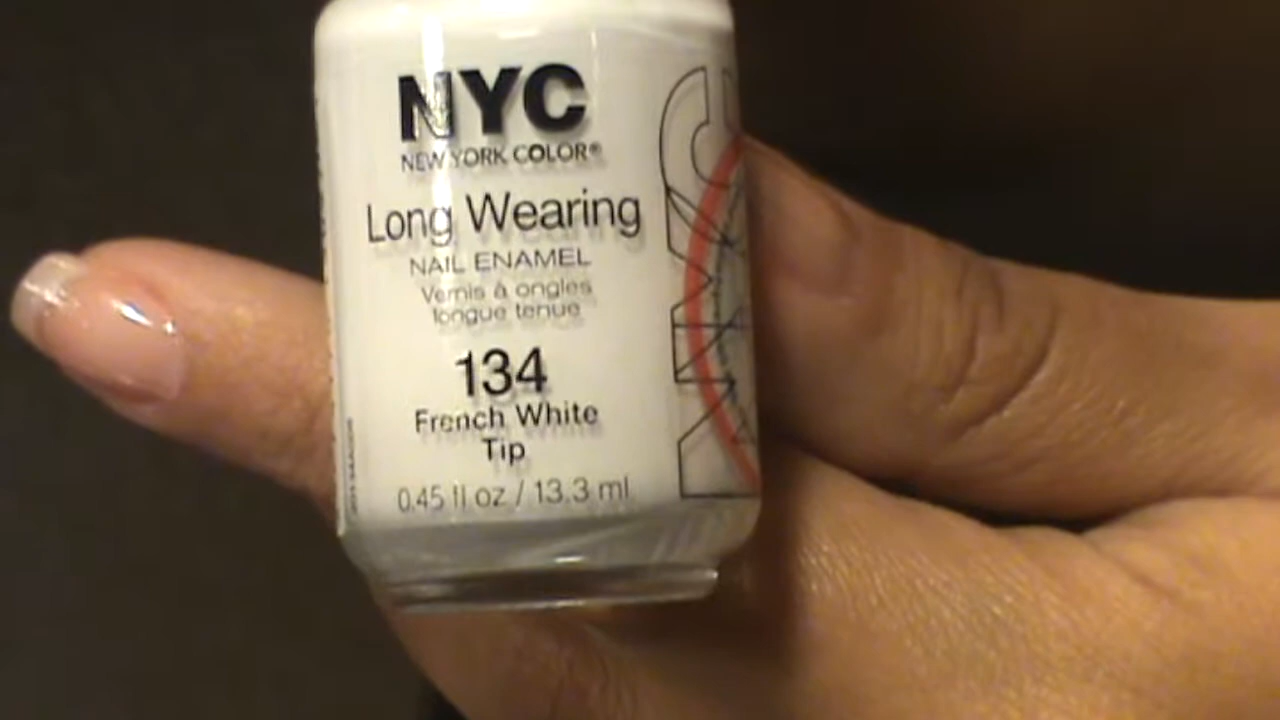 NYC
NEW YORK COLOR®
Long Wearing
NAIL ENAMEL
Vernis à ongles
longue tenue
134
French White
Tip
0.45 fl oz / 13.3 ml